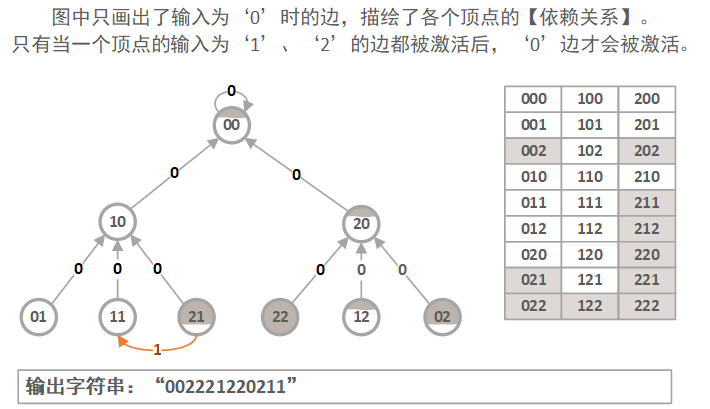 图中只画出了输入为‘0’时的边，描绘了各个顶点的【依赖关系】。
只有当一个顶点的输入为‘1’、‘2’的边都被激活后，‘0’边才会被激活。
0
00
0
0
10
20
0
0
0
0
0
0
01
11
21
22
12
02
1
000 100 200
001 101 201
002 102 202
010 110 210
011 111 211
012 112 212
020 120 220
021 121 221
022 122 222
输出字符串：“002221220211”